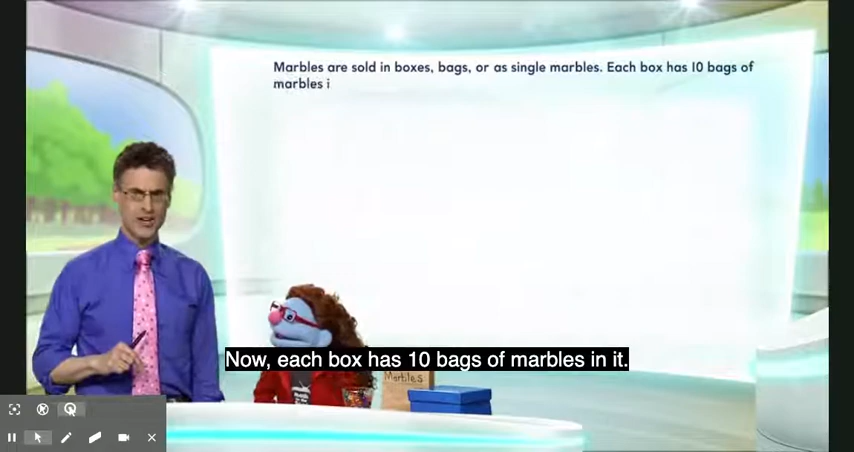 Marbles are sold in boxes, bags, or as single marbles. Each box has 10 bags of
marbles i
Now, each box has 10 bags of marbles in it.
Marbles